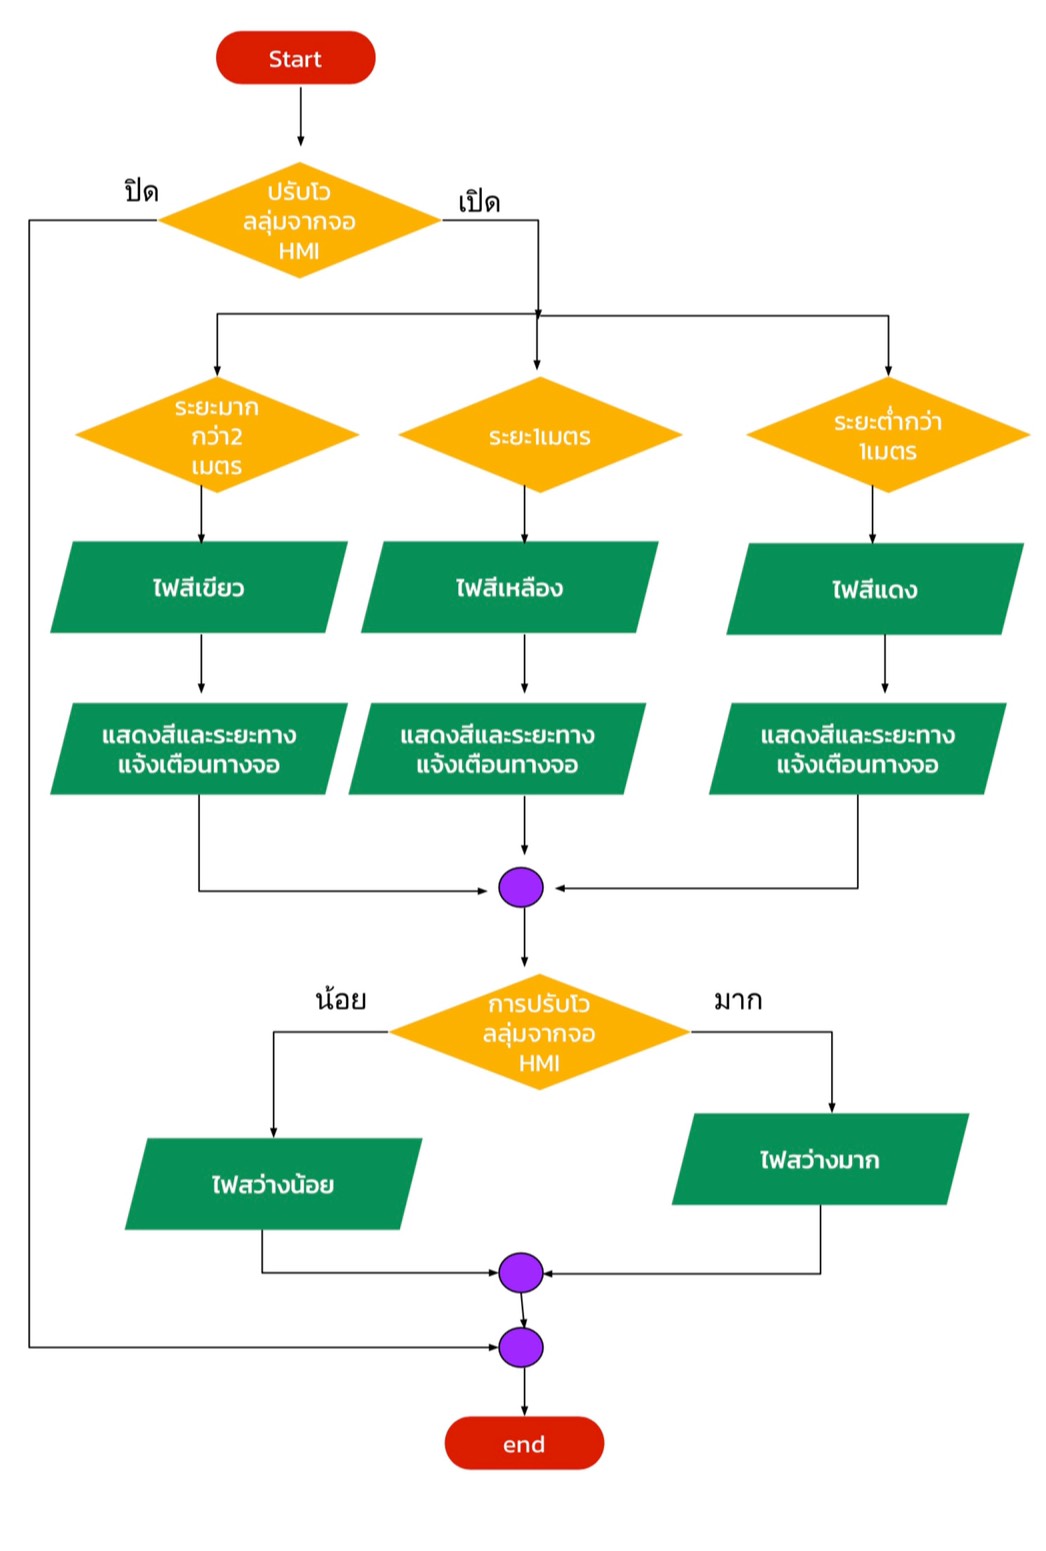 Start
ปิด
เปิด
ปรับโว
ลลุ่มจากจอ
HMI
ระยะมาก
กว่า2
เมตร
ระยะ1เมตร
ระยะต่ำกว่า
1เมตร
ไฟสีเขียว
ไฟสีเหลือง
ไฟสีแดง
แสดงสีและระยะทาง
แจ้งเตือนทางจอ
แสดงสีและระยะทาง
แจ้งเตือนทางจอ
แสดงสีและระยะทาง
แจ้งเตือนทางจอ
น้อย
มาก
การปรับโว
ลลุ่มจากจอ
HMI
ไฟสว่างน้อย
ไฟสว่างมาก
end